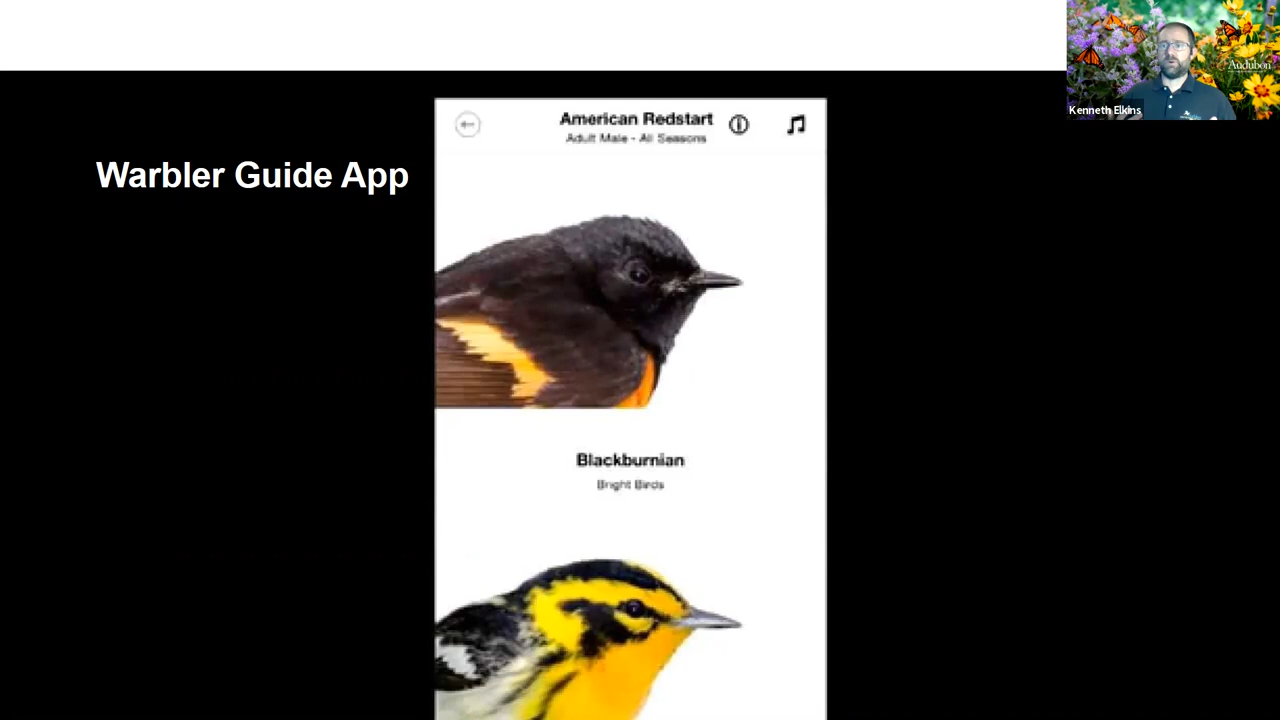 Warbler Guide App
American Redstart
Adult Male - All Seasons
Blackburnian
Bright Birds
Audubon
Kenneth Elkins